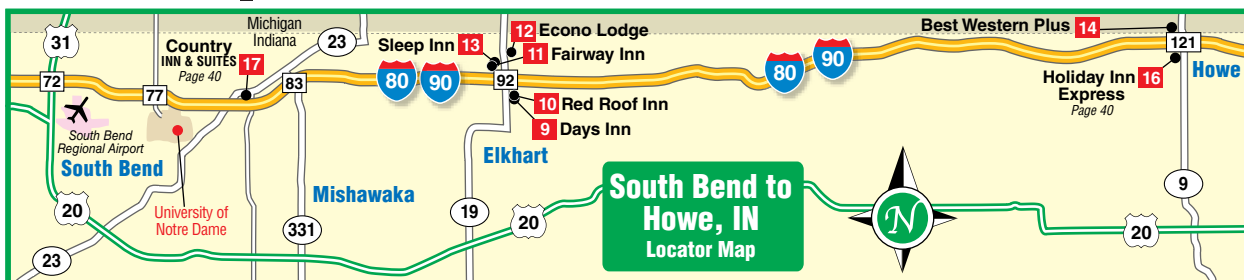 31
Michigan
Indiana
23
Country
INN & SUITES
Page 40
17
72
77
83
South Bend
Regional Airport
South Bend
University of
Notre Dame
20
23
Mishawaka
331
80
90
Sleep Inn 13
12 Econo Lodge
11 Fairway Inn
92
10 Red Roof Inn
9 Days Inn
Elkhart
19
20
South Bend to
Howe, IN
Locator Map
N
80
90
Best Western Plus 14
121
Holiday Inn 16
Express
Page 40
Howe
9
20